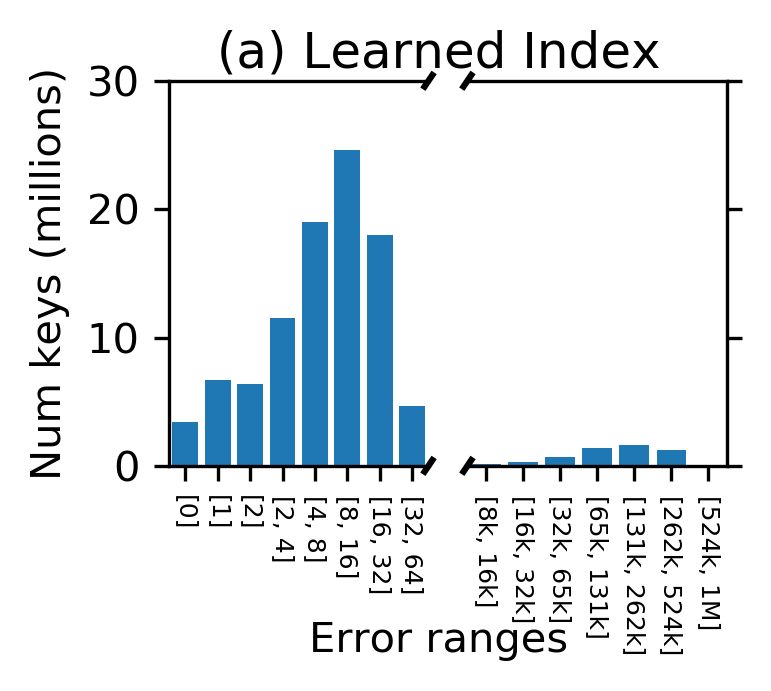 (a) Learned Index
Num keys (millions)
30
20
10
0
[0]
[1]
[2]
[2, 4]
[4, 8]
[8, 16]
[16, 32]
[32, 64]
[8k, 16k]
[16k, 32k]
[32k, 65k]
[65k, 131k]
[131k, 262k]
[262k, 524k]
[524k, 1M]
Error ranges